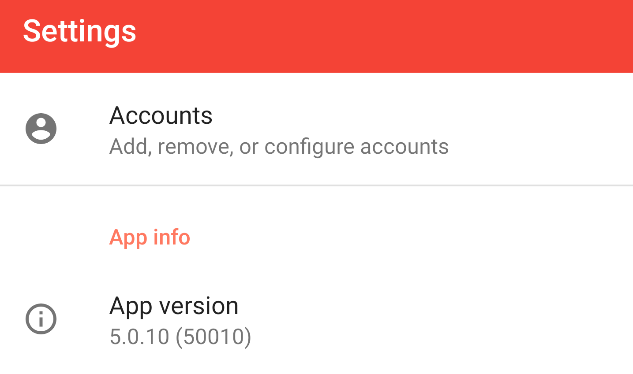 Settings
Accounts
Add, remove, or configure accounts
App info
App version
5.0.10 (50010)